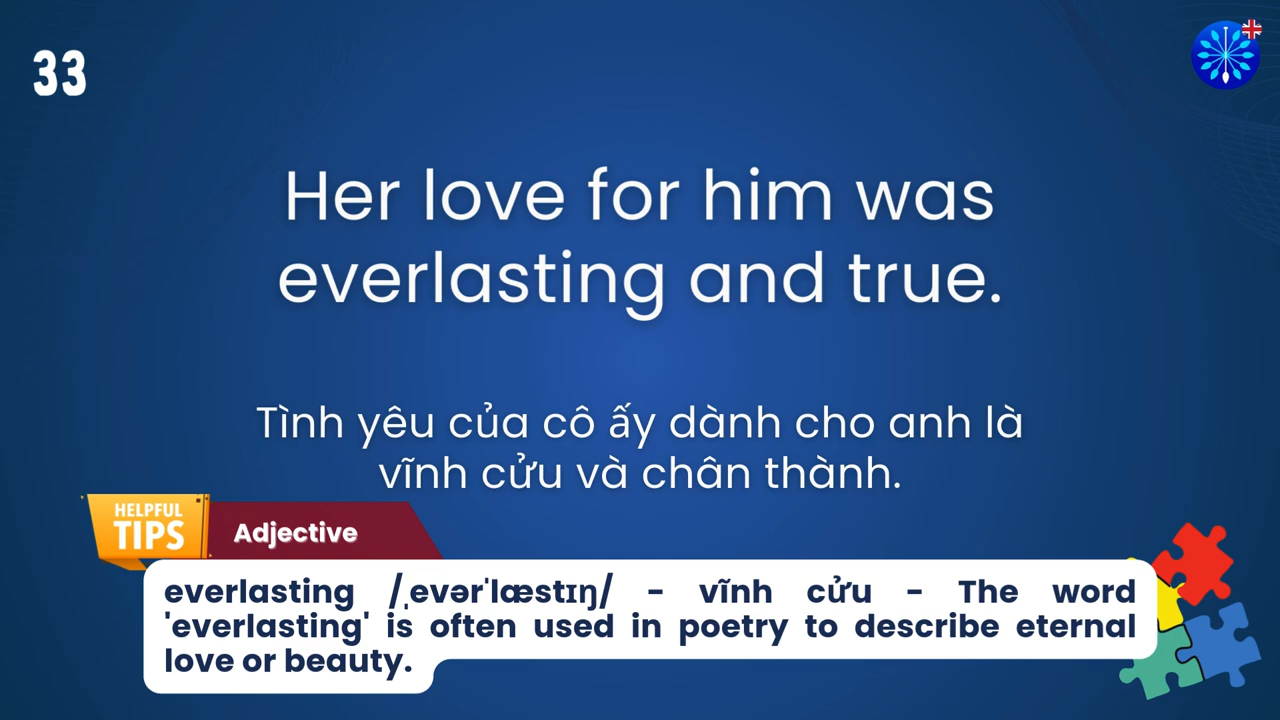 33
Her love for him was
everlasting and true.
Tình yêu của cô ấy dành cho anh là
vĩnh cửu và chân thành.
HELPFUL
TIPS
Adjective
everlasting /ˌevərˈlæstɪŋ/ - vĩnh cửu - The word
'everlasting' is often used in poetry to describe eternal
love or beauty.